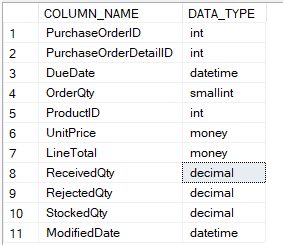 COLUMN_NAME DATA_TYPE
1 PurchaseOrderID int
2 PurchaseOrderDetailID int
3 DueDate datetime
4 OrderQty smallint
5 ProductID int
6 UnitPrice money
7 LineTotal money
8 ReceivedQty decimal
9 RejectedQty decimal
10 StockedQty decimal
11 ModifiedDate datetime